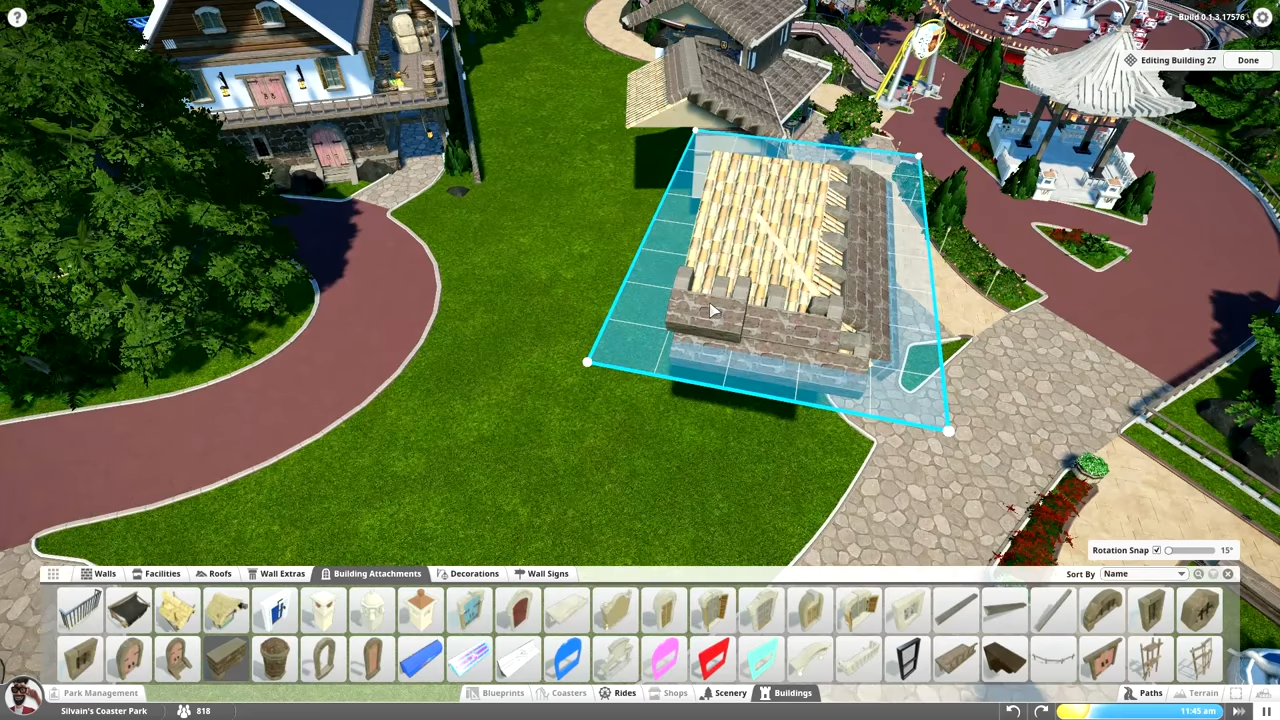 ?
Build 0.1.3.17576
Editing Building 27
Done
Rotation Snap
15°
Walls
Facilities
Roofs
Wall Extras
Building Attachments
Decorations
Wall Signs
Sort By
Name
Park Management
Blueprints
Coasters
Rides
Shops
Scenery
Buildings
Paths
Terrain
Silvain's Coaster Park
818
11:45 am